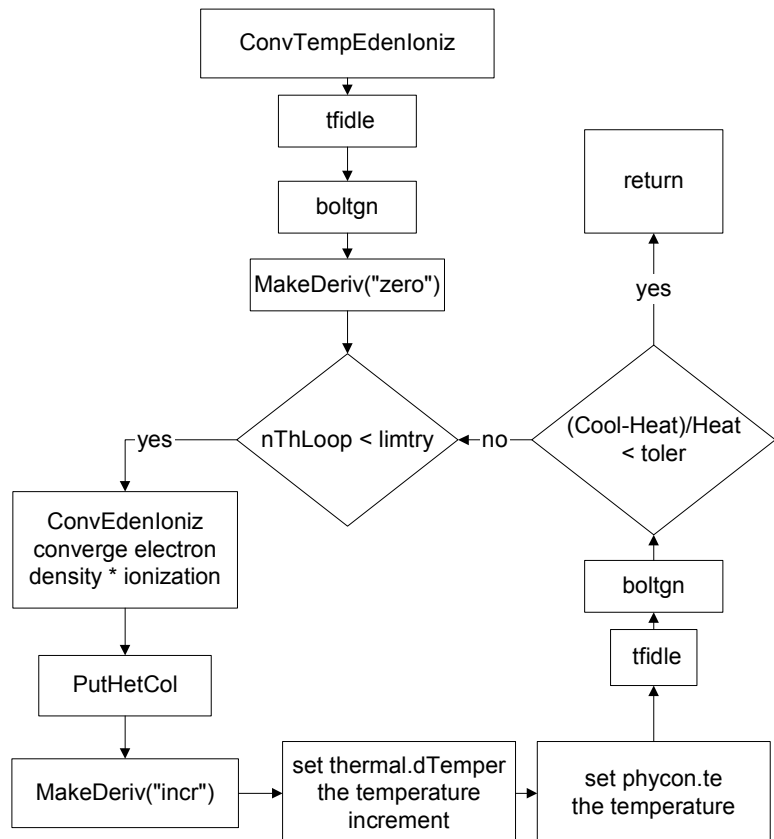 ConvTempEdenIoniz
tfidle
boltgn
MakeDeriv("zero")
nThLoop < limtry
yes
ConvEdenIoniz
converge electron
density * ionization
PutHetCol
MakeDeriv("incr")
set thermal.dTemper
the temperature
increment
set phycon.te
the temperature
tfidle
boltgn
(Cool-Heat)/Heat
< toler
no
yes
return